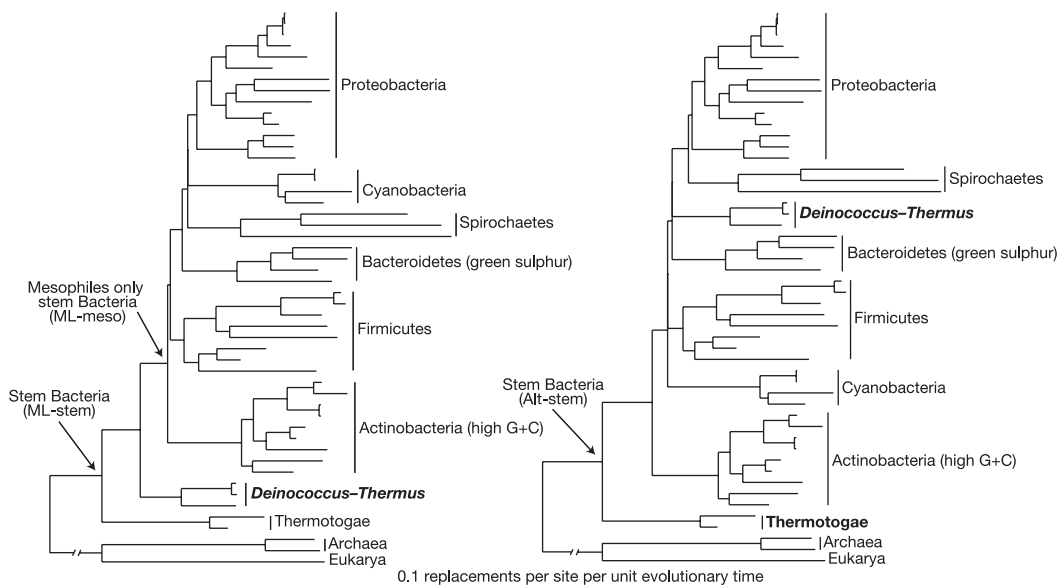 Proteobacteria
Cyanobacteria
Spirochaetes
Bacteroidetes (green sulphur)
Mesophiles only
stem Bacteria
(ML-meso)
Firmicutes
Stem Bacteria
(ML-stem)
Actinobacteria (high G+C)
Deinococcus–Thermus
Thermotogae
Archaea
Eukarya
Proteobacteria
Spirochaetes
Deinococcus–Thermus
Bacteroidetes (green sulphur)
Firmicutes
Stem Bacteria
(Alt-stem)
Cyanobacteria
Actinobacteria (high G+C)
Thermotogae
Archaea
Eukarya
0.1 replacements per site per unit evolutionary time